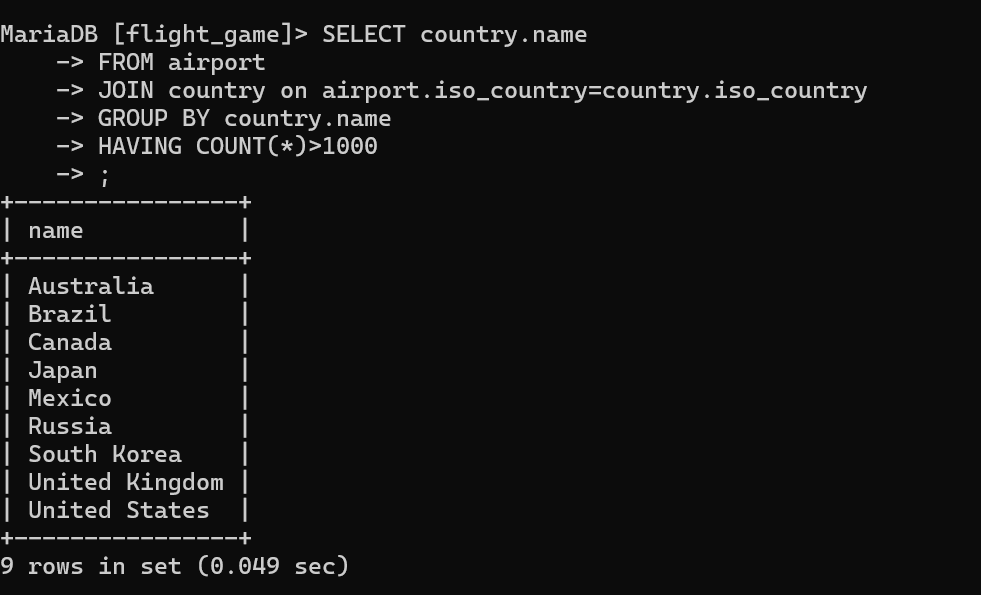 MariaDB [flight_game]> SELECT country.name
    -> FROM airport
    -> JOIN country on airport.iso_country=country.iso_country
    -> GROUP BY country.name
    -> HAVING COUNT(*)>1000
    -> ;
+----------------+
| name           |
+----------------+
| Australia      |
| Brazil         |
| Canada         |
| Japan          |
| Mexico         |
| Russia         |
| South Korea    |
| United Kingdom |
| United States  |
+----------------+
9 rows in set (0.049 sec)